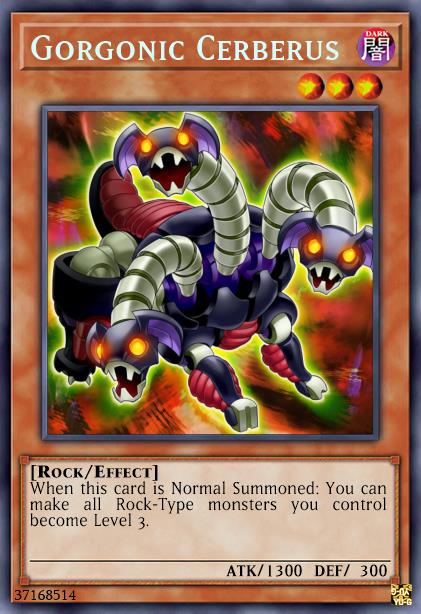 GORGONIC CERBERUS
DARK
闇
[ROCK/EFFECT]
When this card is Normal Summoned: You can
make all Rock-Type monsters you control
become Level 3.
ATK/1300 DEF/ 300
37168514